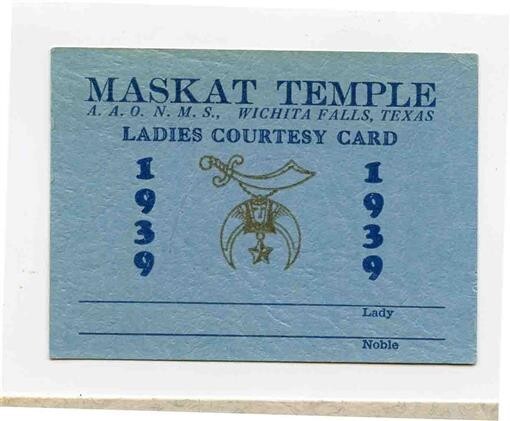 MASKAT TEMPLE
A. A. O. N. M. S., WICHITA FALLS, TEXAS
LADIES COURTESY CARD
1939
1939
Lady
Noble